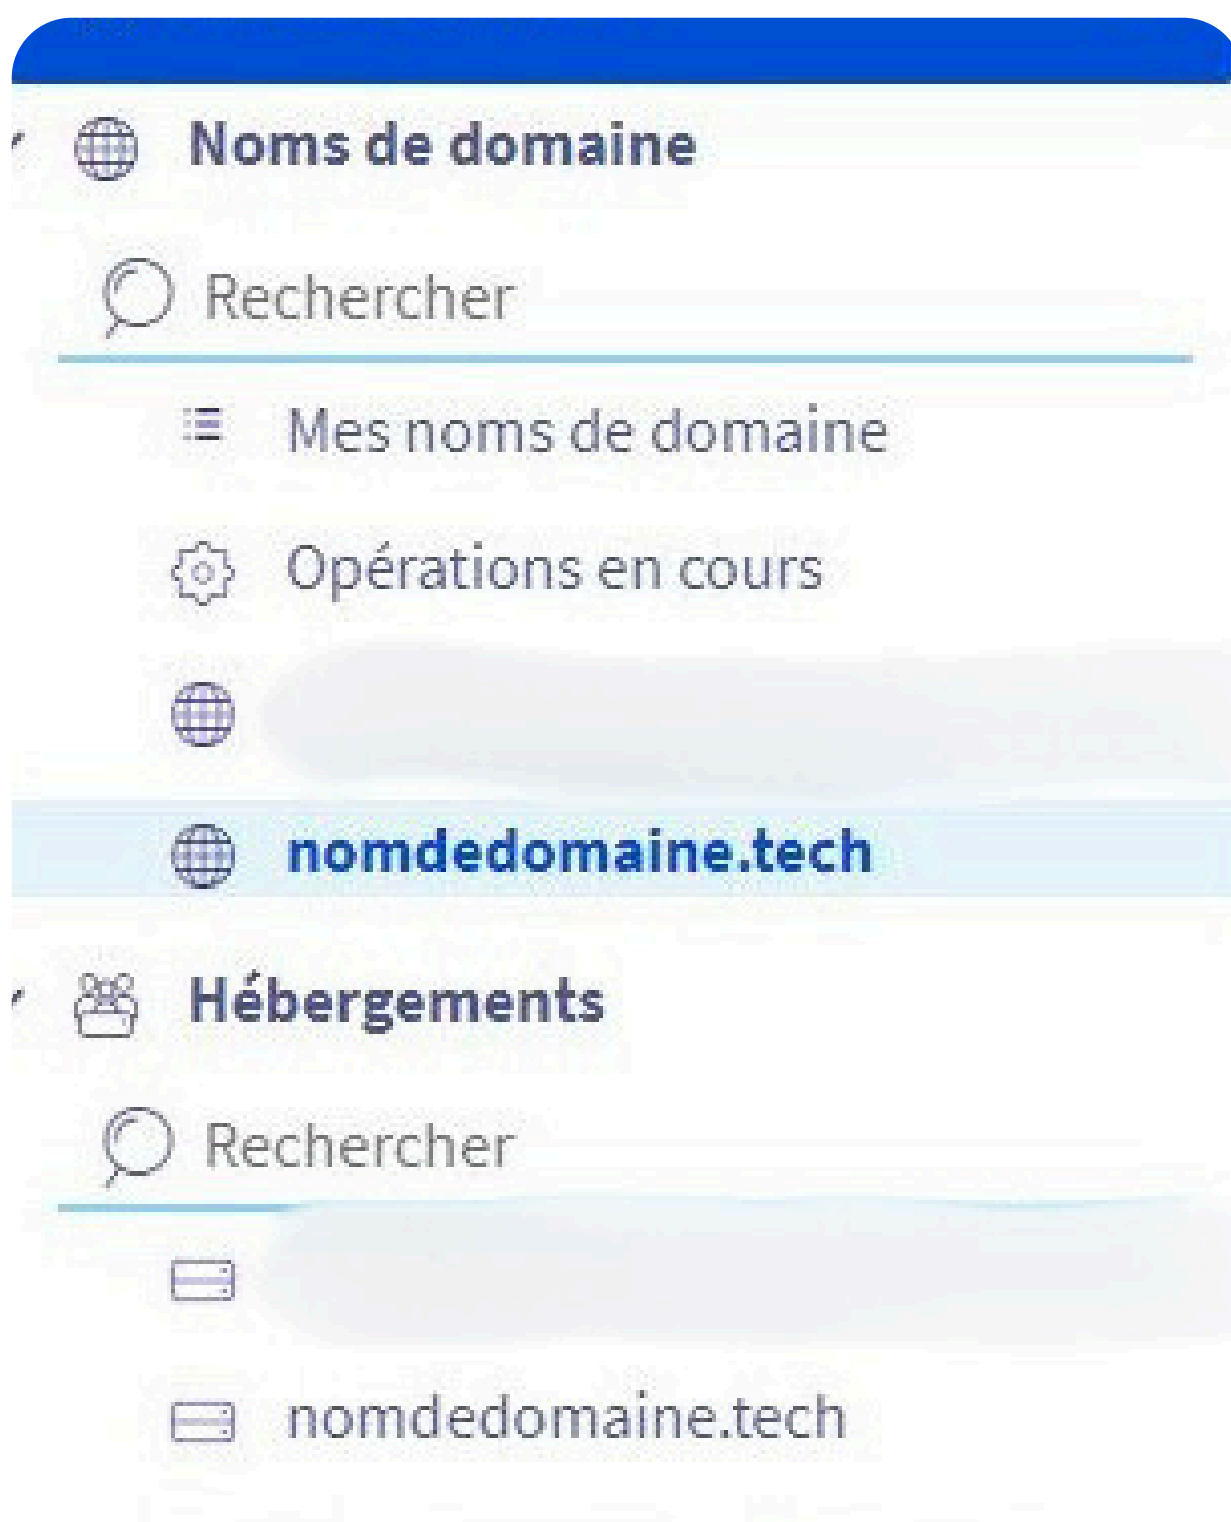 Noms de domaine
Rechercher
Mes noms de domaine
Opérations en cours
nomdedomaine.tech
Hébergements
Rechercher
nomdedomaine.tech